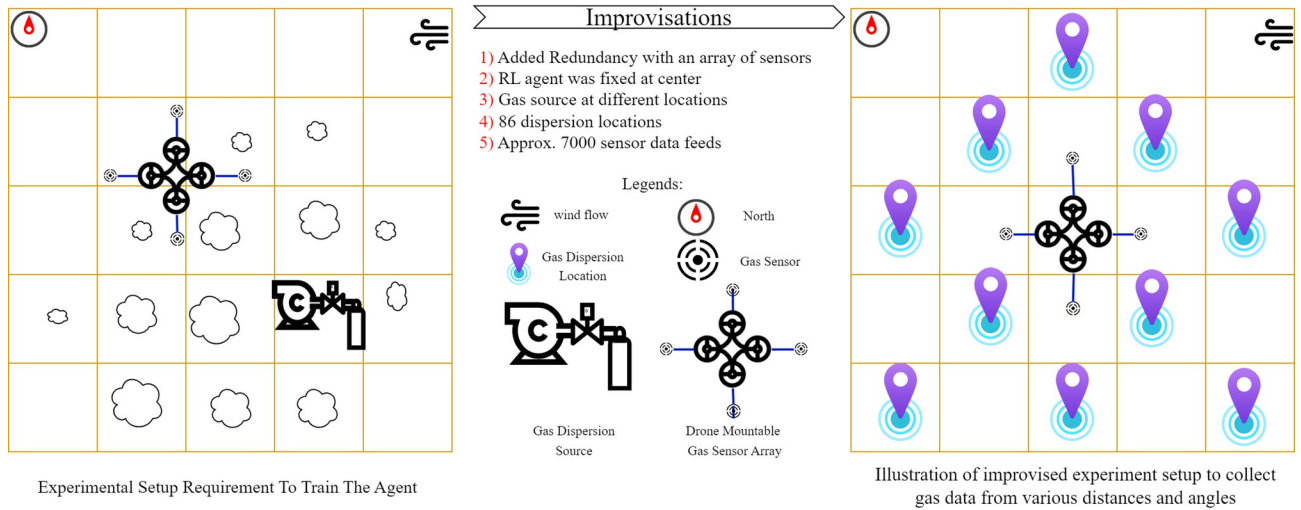 Improvisations
1) Added Redundancy with an array of sensors
2) RL agent was fixed at center
3) Gas source at different locations
4) 86 dispersion locations
5) Approx. 7000 sensor data feeds
Legends:
wind flow
North
Gas Dispersion
Location
Gas Sensor
C
C
Gas Dispersion
Source
Drone Mountable
Gas Sensor Array
Experimental Setup Requirement To Train The Agent
Illustration of improvised experiment setup to collect
gas data from various distances and angles